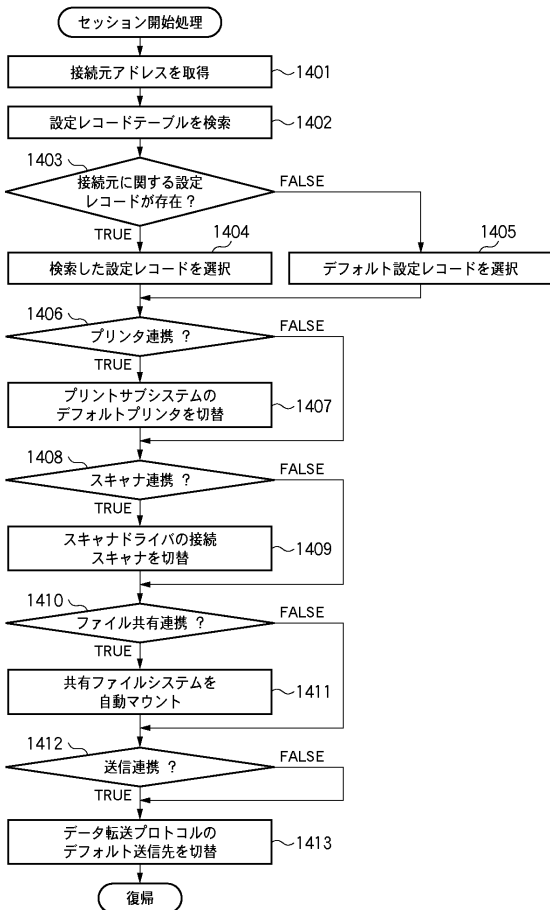 セッション開始処理
接続元アドレスを取得
1401
設定レコードテーブルを検索
1402
1403
接続元に関する設定
レコードが存在？
FALSE
TRUE
1404
1405
検索した設定レコードを選択
デフォルト設定レコードを選択
1406
プリンタ連携 ？
FALSE
TRUE
プリントサブシステムの
デフォルトプリンタを切替
1407
1408
スキャナ連携 ？
FALSE
TRUE
スキャナドライバの接続
スキャナを切替
1409
1410
ファイル共有連携 ？
FALSE
TRUE
共有ファイルシステムを
自動マウント
1411
1412
送信連携 ？
FALSE
TRUE
データ転送プロトコルの
デフォルト送信先を切替
1413
復帰